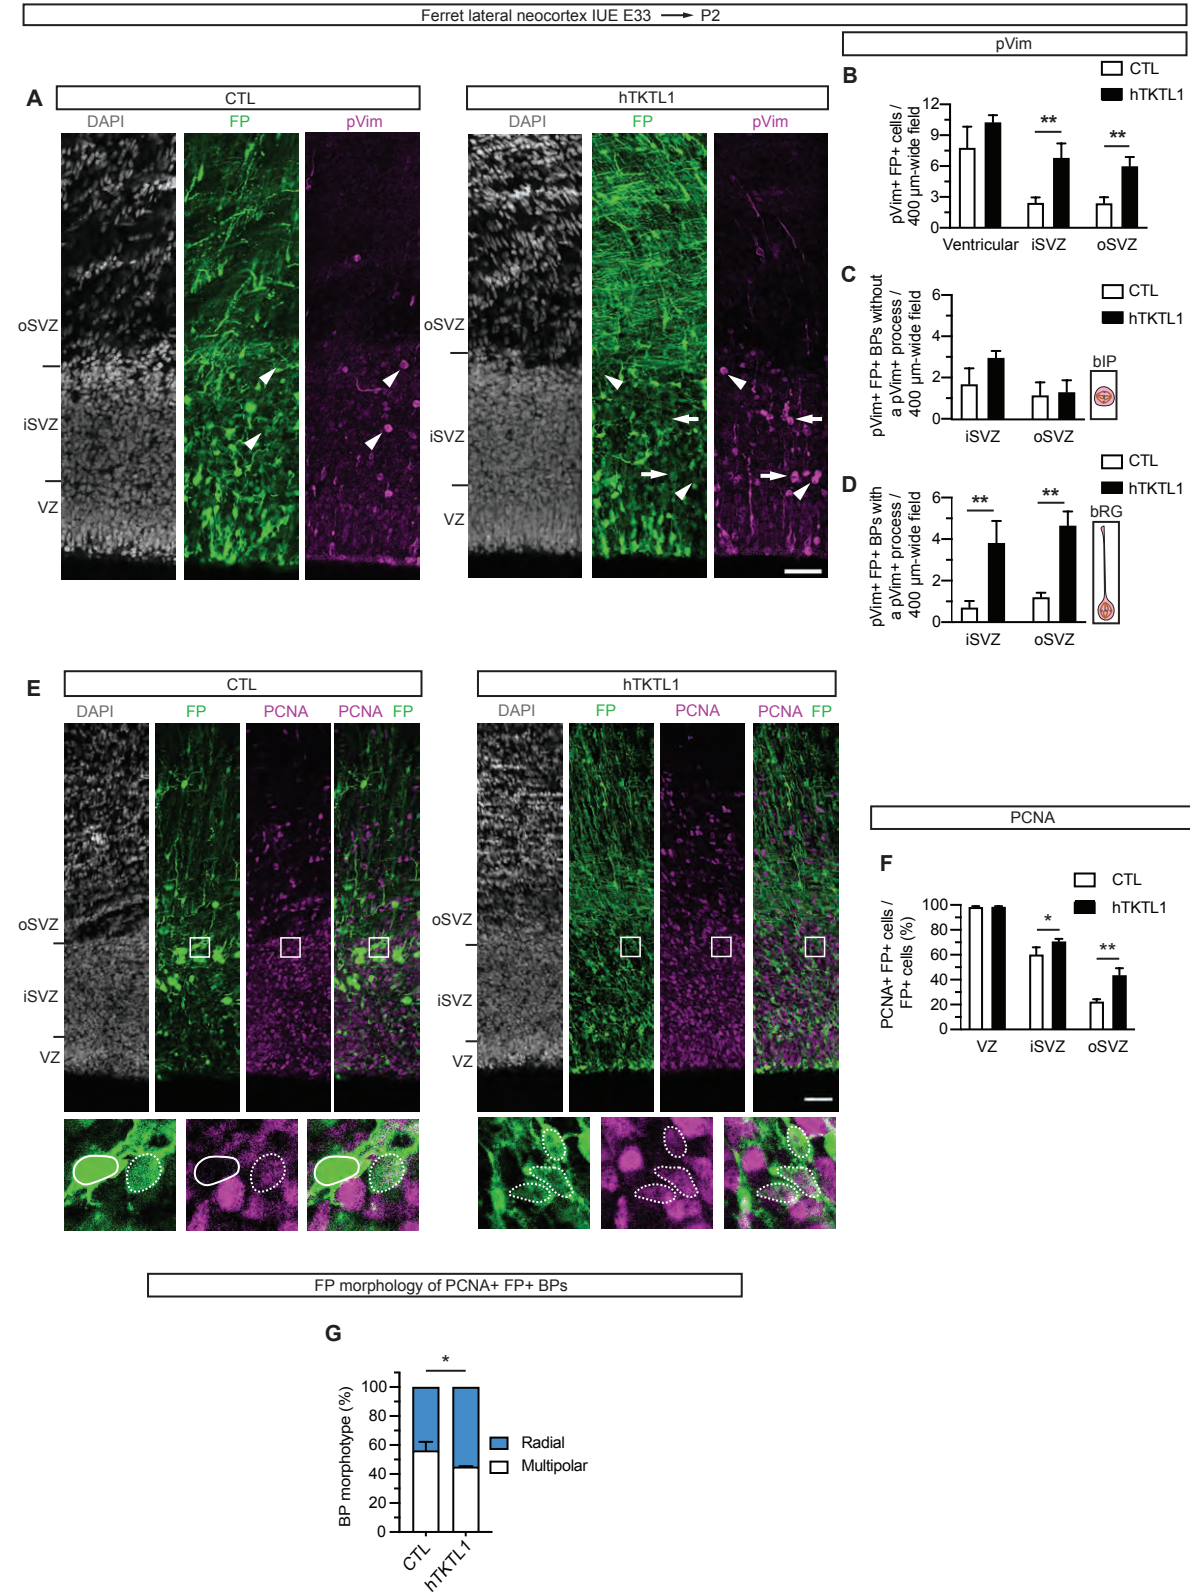 Ferret lateral neocortex IUE E33 → P2
pVim
A
CTL
hTKTL1
DAPI
FP
pVim
DAPI
FP
pVim
oSVZ
iSVZ
VZ
oSVZ
iSVZ
VZ
B
CTL
hTKTL1
pVim+ FP+ cells /
400 µm-wide field
12
9
6
3
0
**
**
Ventricular
iSVZ
oSVZ
C
CTL
hTKTL1
pVim+ FP+ BPs without
a pVim+ process /
400 µm-wide field
6
4
2
0
iSVZ
oSVZ
bIP
D
CTL
hTKTL1
pVim+ FP+ BPs with
a pVim+ process /
400 µm-wide field
6
4
2
0
**
**
iSVZ
oSVZ
bRG
E
CTL
hTKTL1
DAPI
FP
PCNA
PCNA FP
DAPI
FP
PCNA
PCNA FP
oSVZ
iSVZ
VZ
oSVZ
iSVZ
VZ
PCNA
F
CTL
hTKTL1
PCNA+ FP+ cells /
FP+ cells (%)
100
80
60
40
20
0
*
**
VZ
iSVZ
oSVZ
FP morphology of PCNA+ FP+ BPs
G
*
BP morphotype (%)
100
80
60
40
20
0
Radial
Multipolar
CTL
hTKTL1